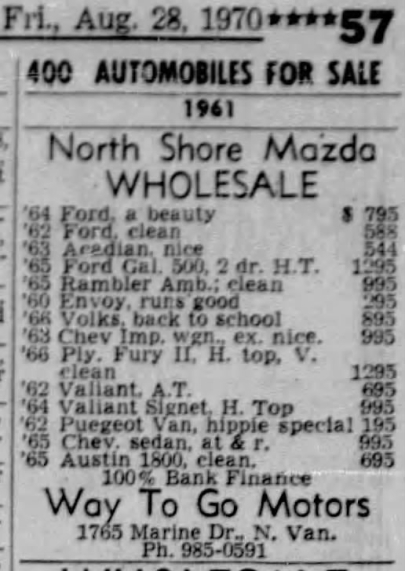 Fri., Aug. 28, 1970 ****57
400 AUTOMOBILES FOR SALE
1961
North Shore Mazda
WHOLESALE
'64 Ford, a beauty $ 795
'62 Ford, clean 588
'63 Acadian, nice 544
'65 Ford Gal. 500, 2 dr. H.T. 1295
'65 Rambler Amb.; clean 995
'60 Envoy, runs good 295
'66 Volks, back to school 895
'63 Chev Imp. wgn., ex. nice. 995
'66 Ply. Fury II, H. top, V.
clean 1295
'62 Valiant, A.T. 695
'64 Valiant Signet, H. Top 995
'62 Puegeot Van, hippie special 195
'65 Chev. sedan, at & r. 995
'65 Austin 1800, clean. 695
100% Bank Finance
Way To Go Motors
1765 Marine Dr., N. Van.
Ph. 985-0591